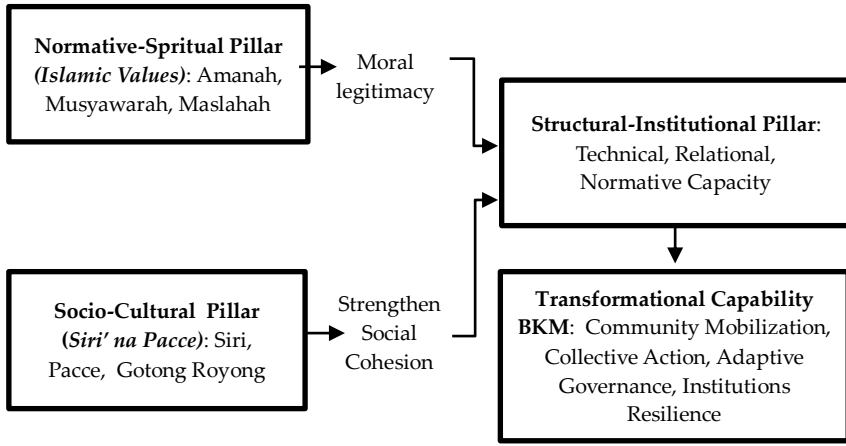 Normative-Spritual Pillar
(Islamic Values): Amanah,
Musyawarah, Maslahah
Moral
legitimacy
Structural-Institutional Pillar:
Technical, Relational,
Normative Capacity
Socio-Cultural Pillar
(Siri' na Pacce): Siri,
Pacce, Gotong Royong
Strengthen
Social
Cohesion
Transformational Capability
BKM: Community Mobilization,
Collective Action, Adaptive
Governance, Institutions
Resilience